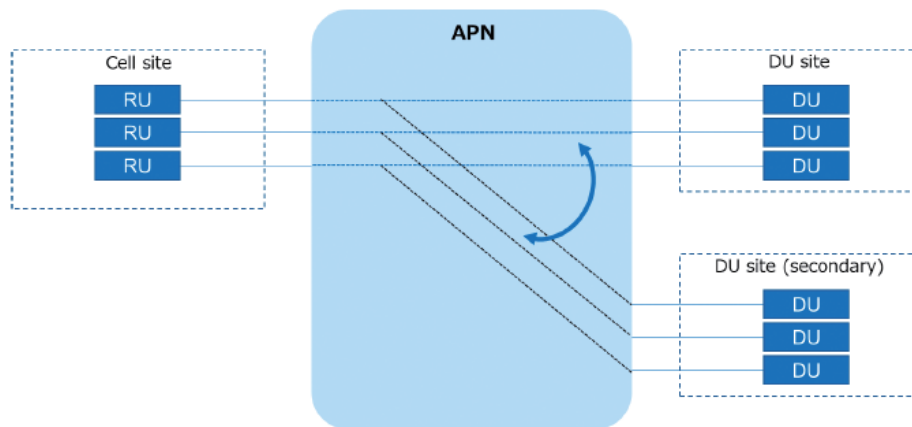 APN
Cell site
RU
RU
RU
DU site
DU
DU
DU
DU site (secondary)
DU
DU
DU